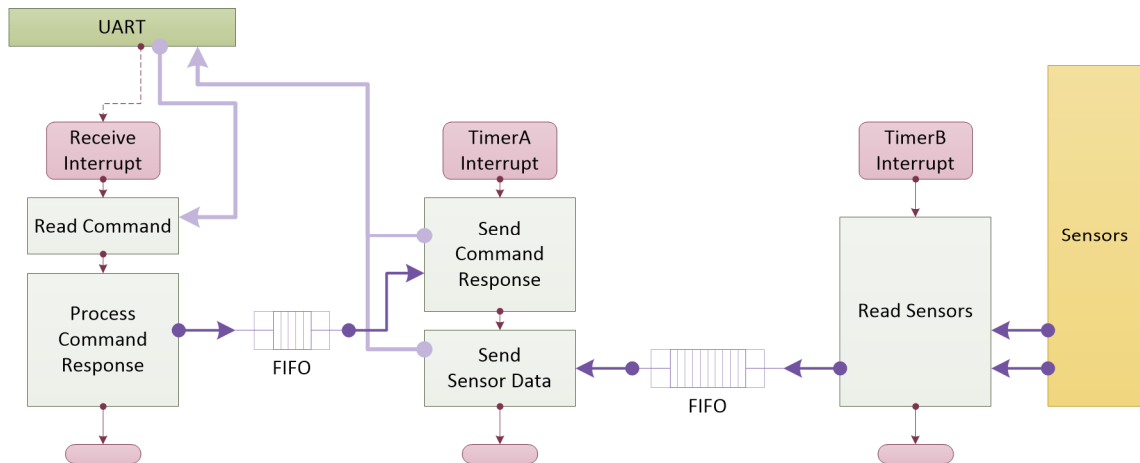 UART
Receive
Interrupt
TimerA
Interrupt
TimerB
Interrupt
Read Command
Send
Command
Response
Sensors
Process
Command
Response
Read Sensors
FIFO
Send
Sensor Data
FIFO